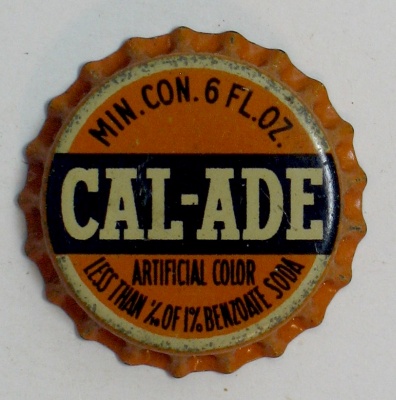 MIN. CON. 6 FL. OZ.
CAL-ADE
ARTIFICIAL COLOR
LESS THAN 1/10 OF 1% BENZOATE SODA